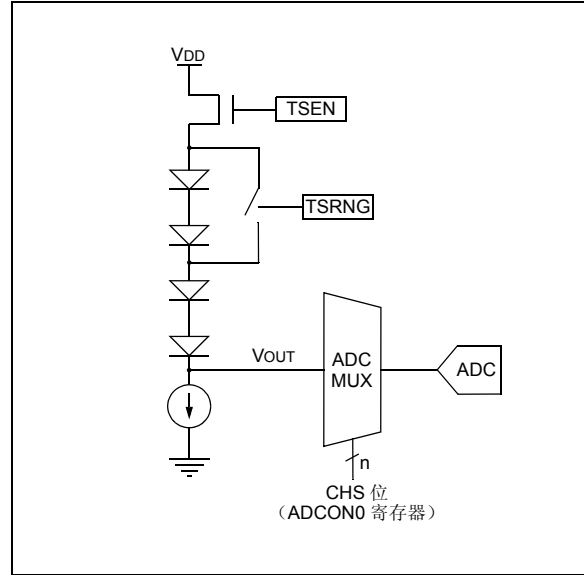 VDD
TSEN
TSRNG
VOUT
ADC
MUX
ADC
n
CHS 位
（ADCON0 寄存器）